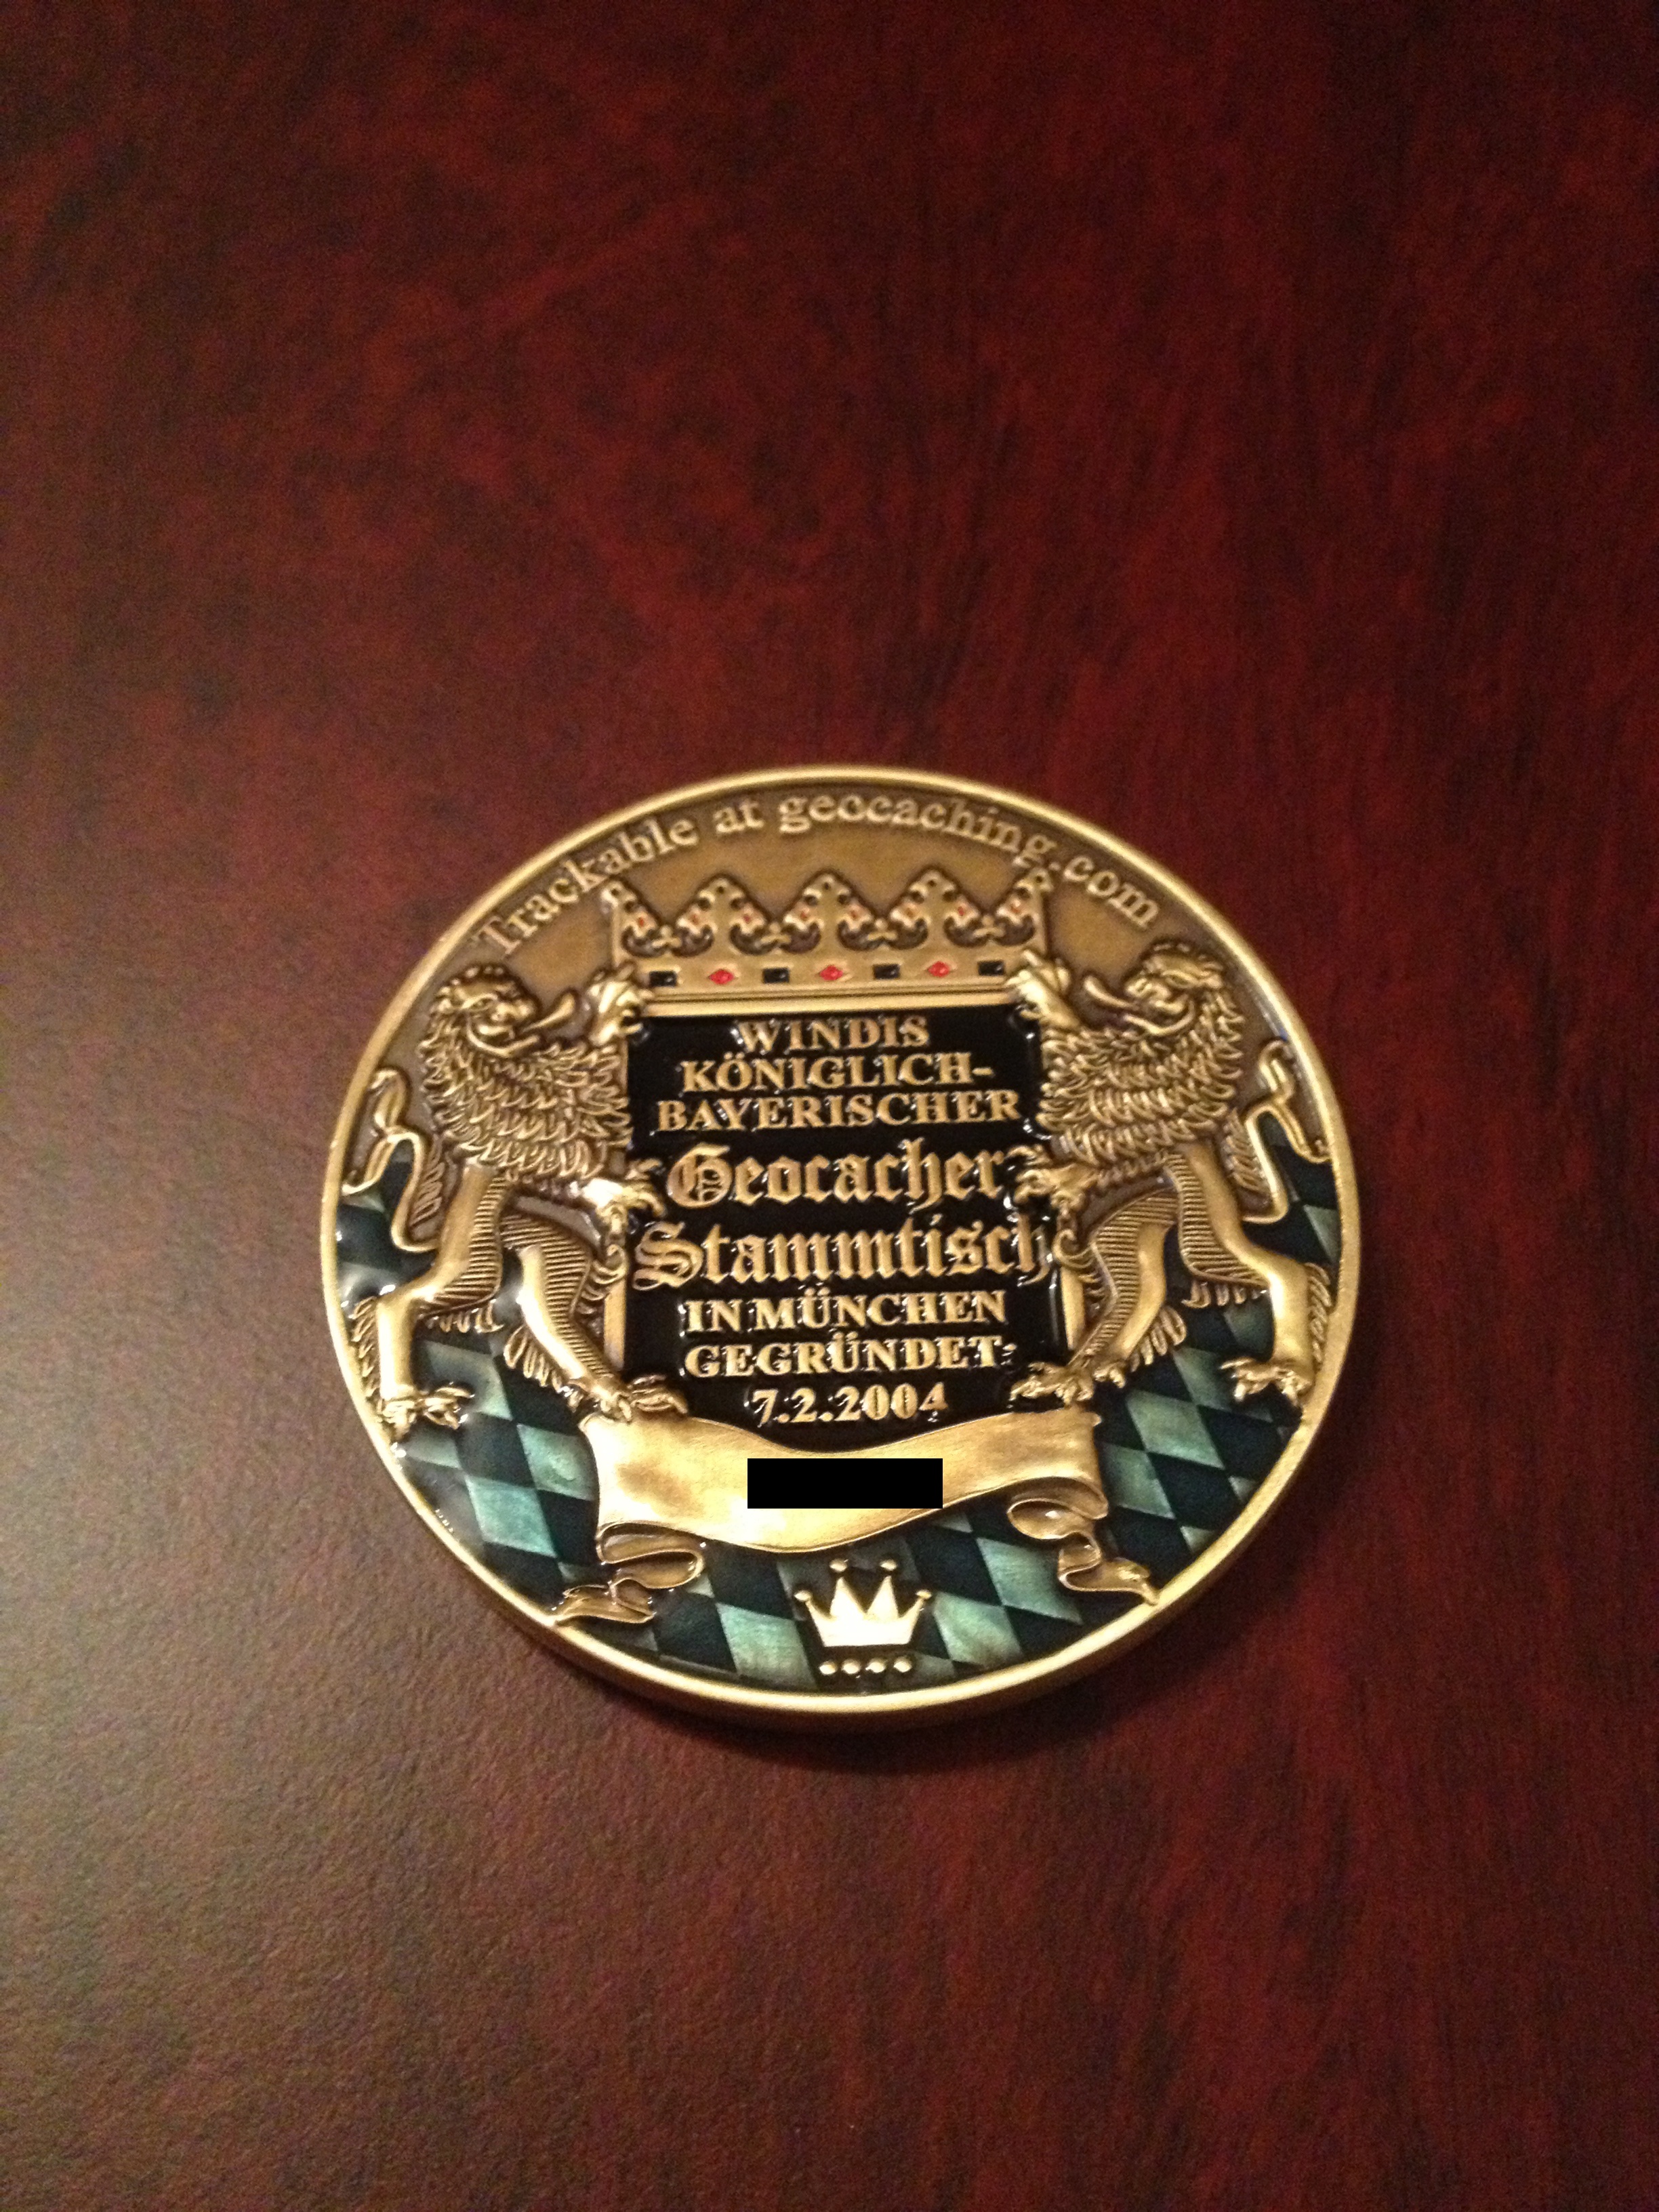 Trackable at geocaching.com
WINDIS
KÖNIGLICH-
BAYERISCHER
Geocacher
Stammtisch
IN MÜNCHEN
GEGRÜNDET:
7.2.2004